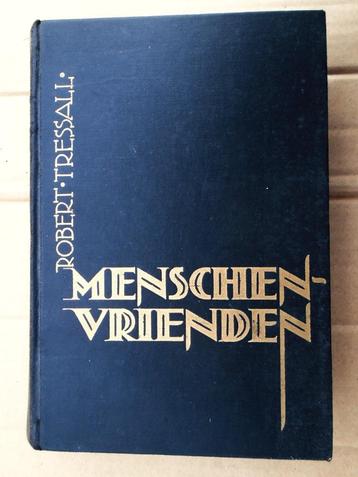 ROBERT·TRESSALL·
MENSCHEN-
VRIENDEN